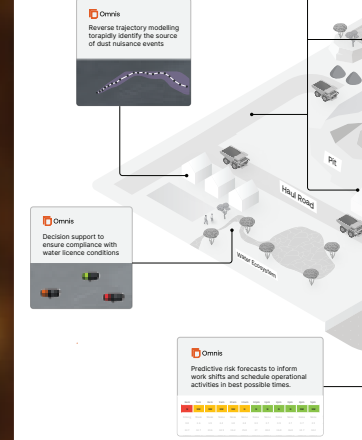 Omnis
Reverse trajectory modelling
torapidly identify the source
of dust nuisance events
Pit
Haul Road
Omnis
Decision support to
ensure compliance with
water licence conditions
Water Ecosystem
Omnis
Predictive risk forecasts to inform
work shifts and schedule operational
activities in best possible times.